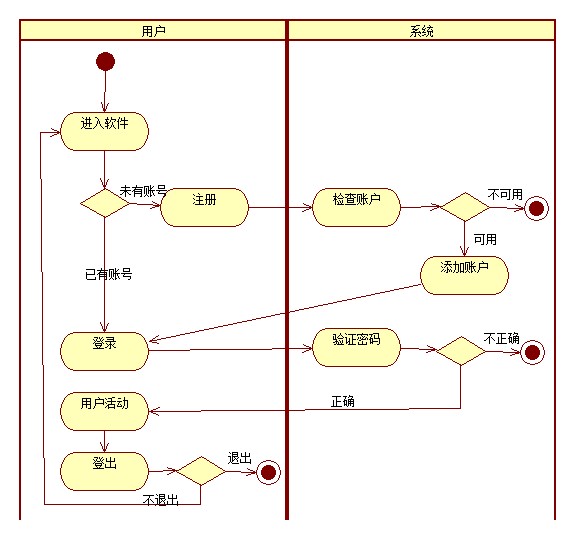 用户
系统
进入软件
未有账号
注册
检查账户
不可用
可用
添加账户
已有账号
登录
验证密码
不正确
正确
用户活动
登出
退出
不退出